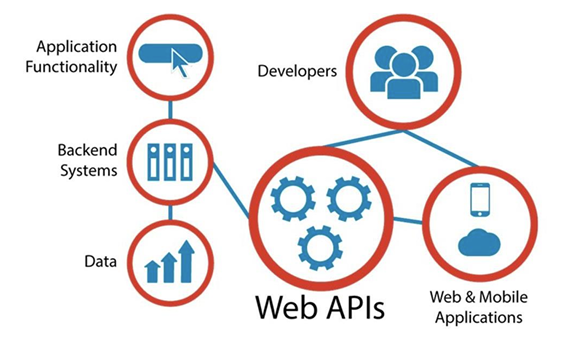 Application
Functionality
Developers
Backend
Systems
Data
Web APIs
Web & Mobile
Applications